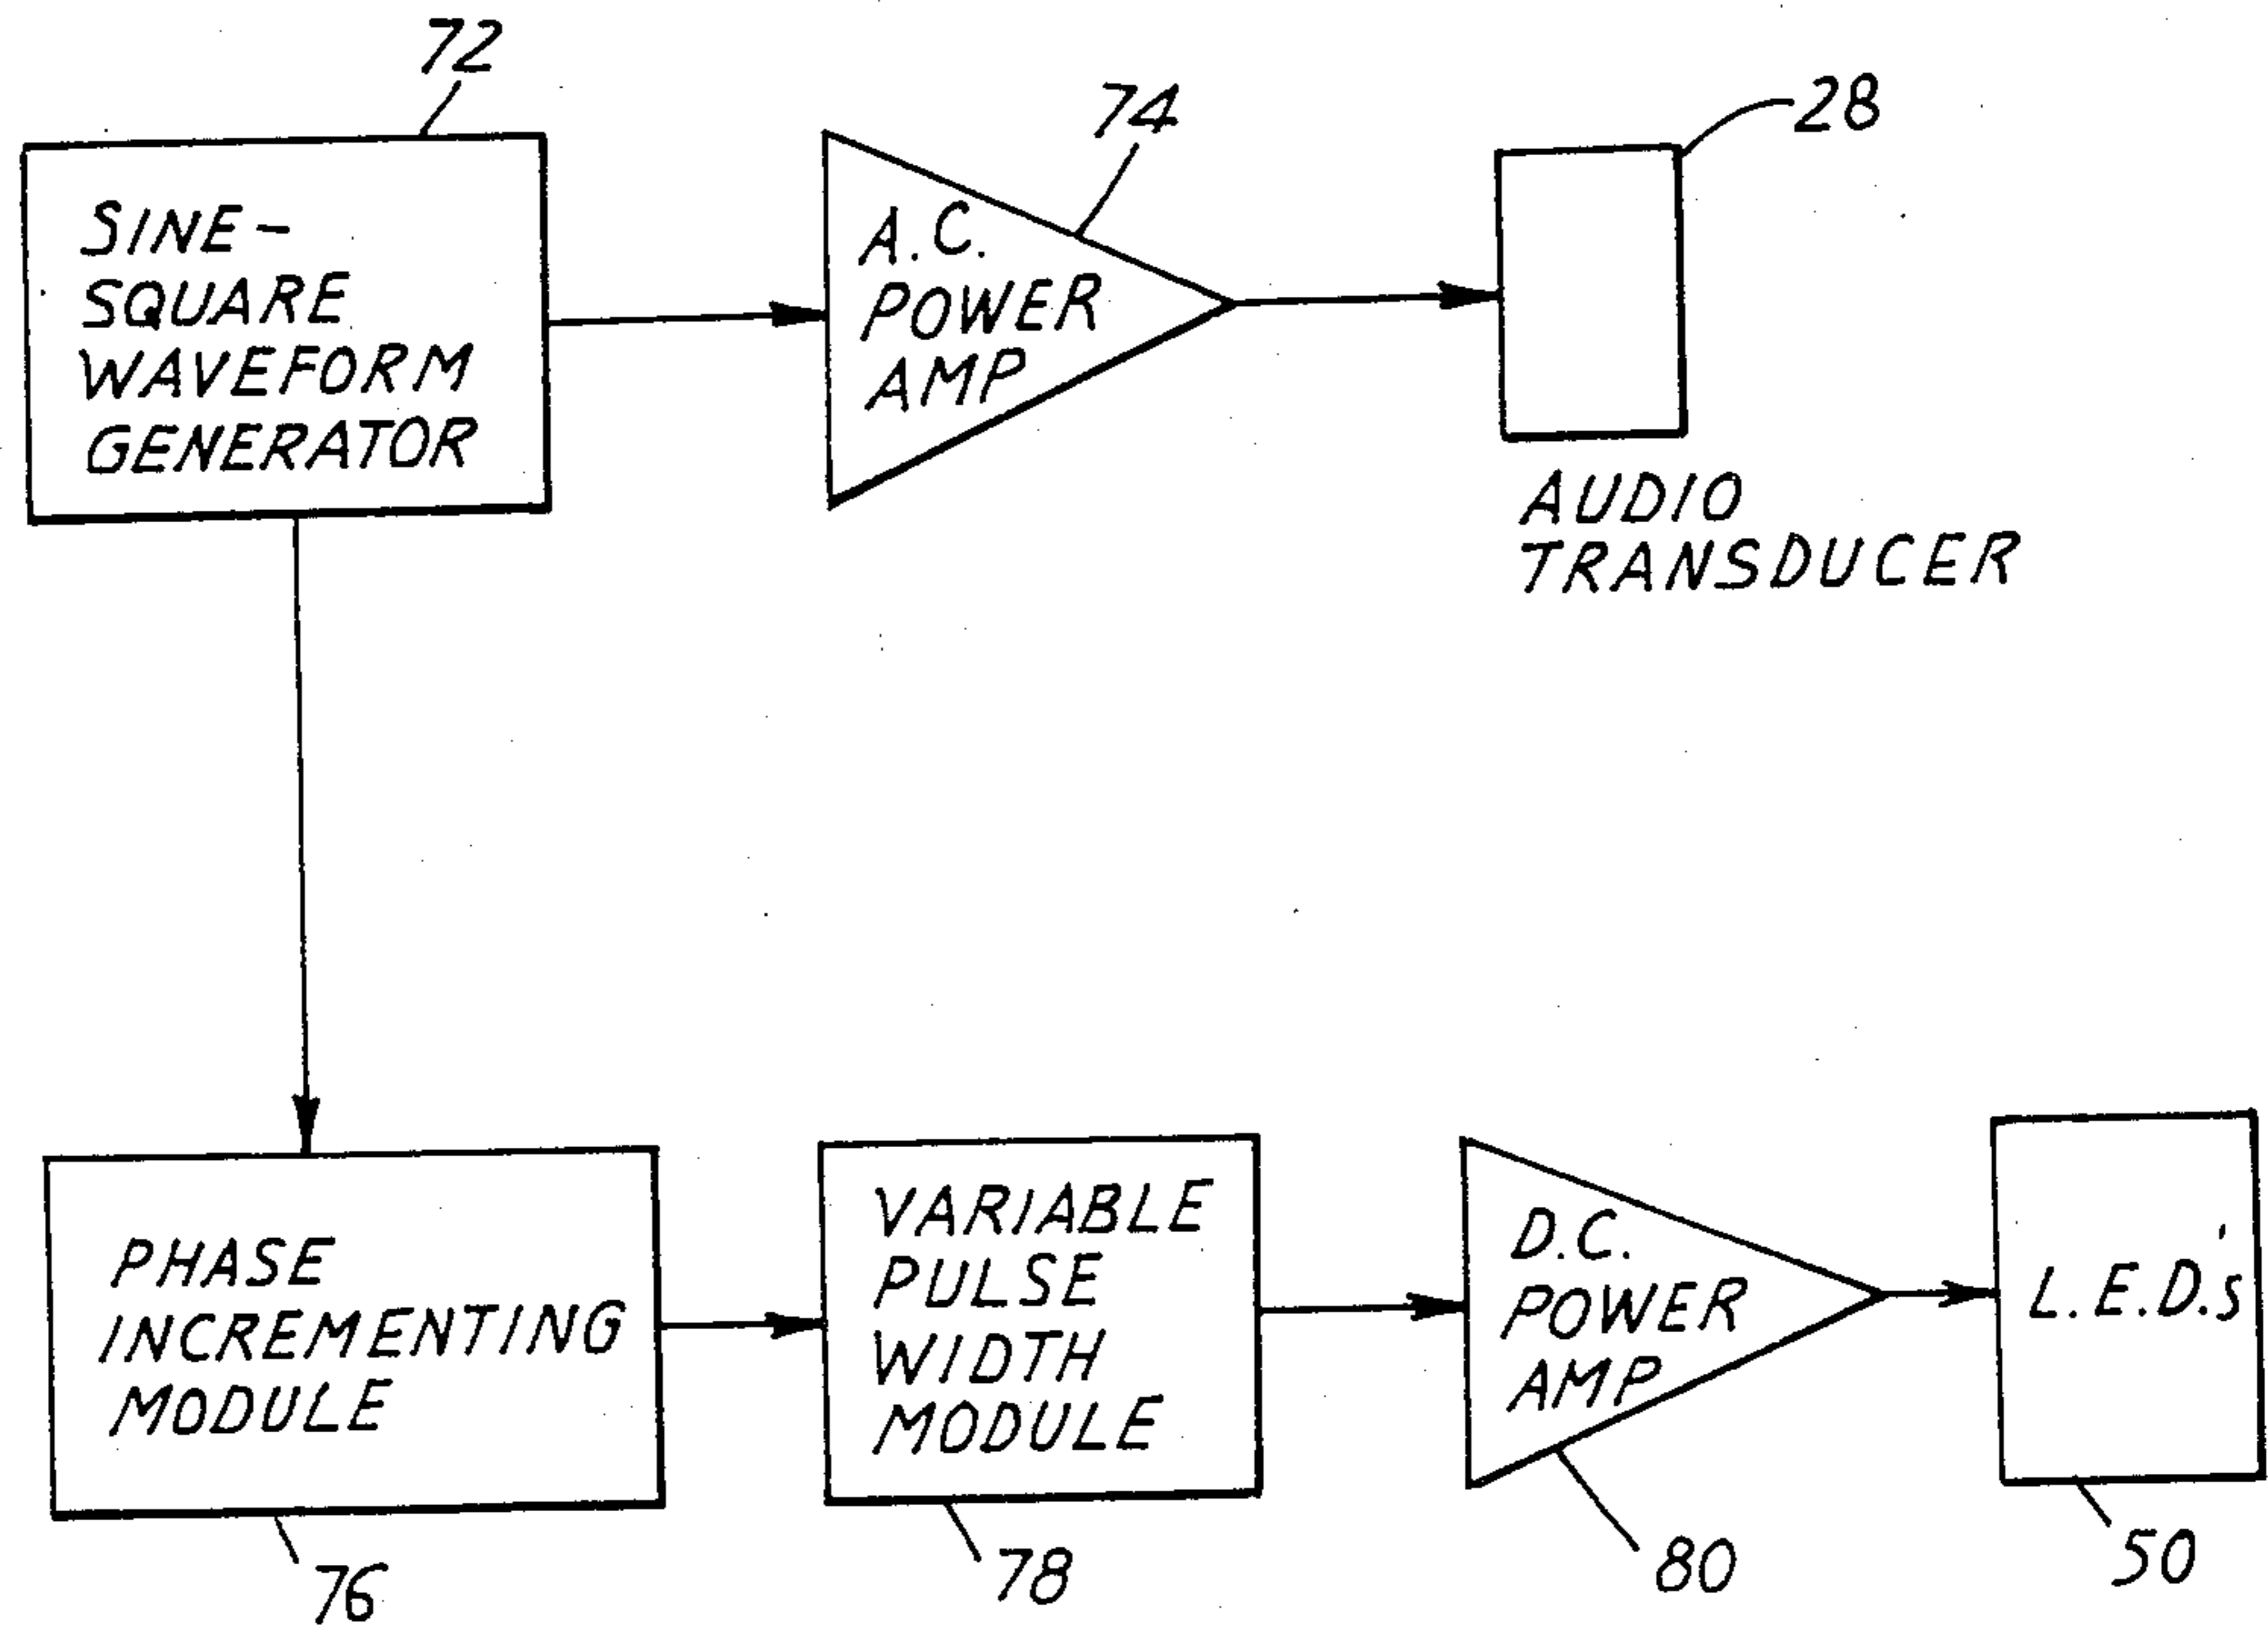 72
74
28
SINE-
SQUARE
WAVEFORM
GENERATOR
A.C.
POWER
AMP
AUDIO
TRANSDUCER
PHASE
INCREMENTING
MODULE
VARIABLE
PULSE
WIDTH
MODULE
D.C.
POWER
AMP
L.E.D.'s
76
78
80
50